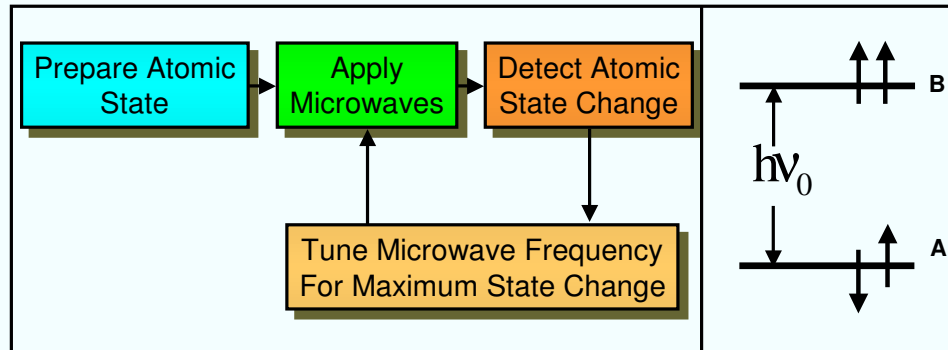 Prepare Atomic
State
Apply
Microwaves
Detect Atomic
State Change
Tune Microwave Frequency
For Maximum State Change
B
hν₀
A